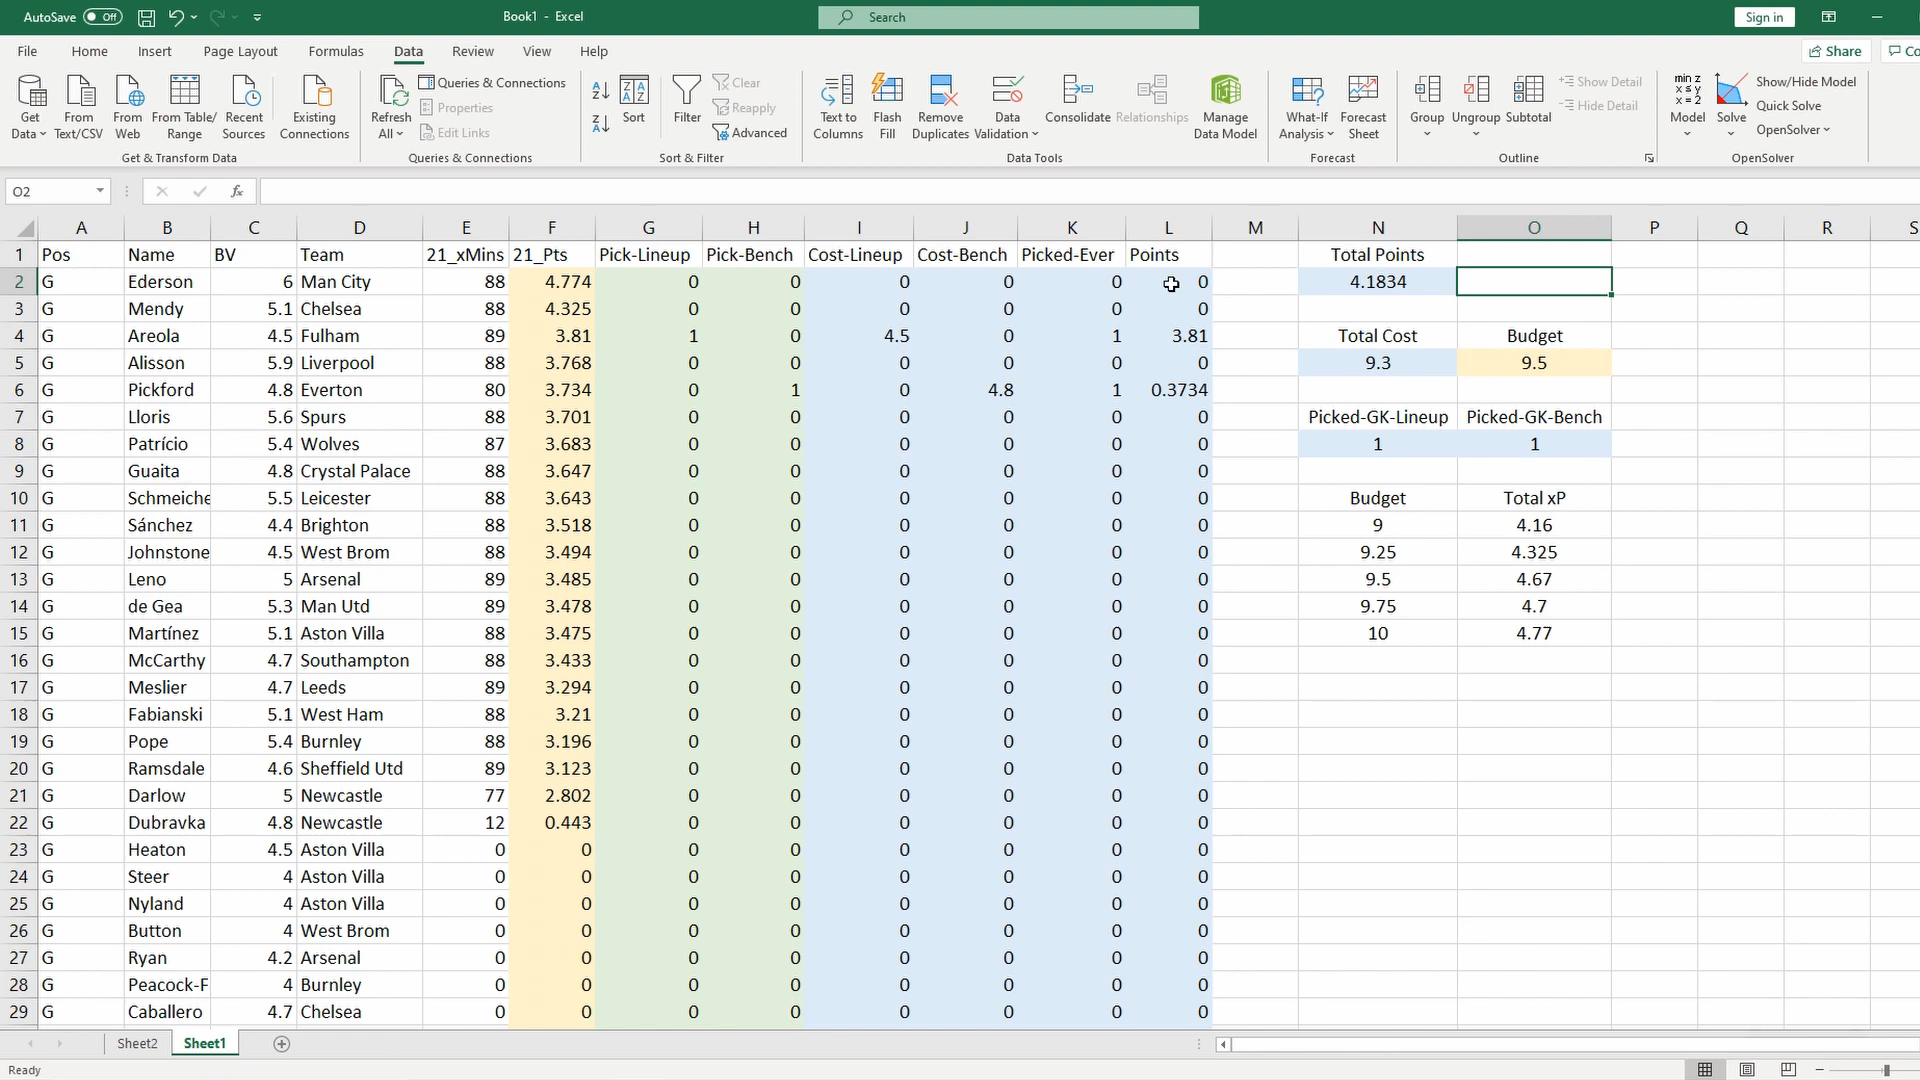 AutoSave Off Book1 - Excel Search Sign in
File Home Insert Page Layout Formulas Data Review View Help Share Co
Get Data From Text/CSV From Web From Table/ Range Recent Sources Existing Connections
Get & Transform Data
Refresh All Queries & Connections Properties Edit Links
Queries & Connections
Sort Filter Clear Reapply Advanced
Sort & Filter
Text to Columns Flash Fill Remove Duplicates Data Validation Consolidate Relationships Manage Data Model
Data Tools
What-If Analysis Forecast Sheet
Forecast
Group Ungroup Subtotal Show Detail Hide Detail
Outline
Model Solve Show/Hide Model Quick Solve OpenSolver
OpenSolver
O2 fx
A B C D E F G H I J K L M N O P Q R S
1 Pos Name BV Team 21_xMins 21_Pts Pick-Lineup Pick-Bench Cost-Lineup Cost-Bench Picked-Ever Points Total Points
2 G Ederson 6 Man City 88 4.774 0 0 0 0 0 0 4.1834
3 G Mendy 5.1 Chelsea 88 4.325 0 0 0 0 0 0
4 G Areola 4.5 Fulham 89 3.81 1 0 4.5 0 1 3.81 Total Cost Budget
5 G Alisson 5.9 Liverpool 88 3.768 0 0 0 0 0 0 9.3 9.5
6 G Pickford 4.8 Everton 80 3.734 0 1 0 4.8 1 0.3734
7 G Lloris 5.6 Spurs 88 3.701 0 0 0 0 0 0 Picked-GK-Lineup Picked-GK-Bench
8 G Patrício 5.4 Wolves 87 3.683 0 0 0 0 0 0 1 1
9 G Guaita 4.8 Crystal Palace 88 3.647 0 0 0 0 0 0
10 G Schmeiche 5.5 Leicester 88 3.643 0 0 0 0 0 0 Budget Total xP
11 G Sánchez 4.4 Brighton 88 3.518 0 0 0 0 0 0 9 4.16
12 G Johnstone 4.5 West Brom 88 3.494 0 0 0 0 0 0 9.25 4.325
13 G Leno 5 Arsenal 89 3.485 0 0 0 0 0 0 9.5 4.67
14 G de Gea 5.3 Man Utd 89 3.478 0 0 0 0 0 0 9.75 4.7
15 G Martínez 5.1 Aston Villa 88 3.475 0 0 0 0 0 0 10 4.77
16 G McCarthy 4.7 Southampton 88 3.433 0 0 0 0 0 0
17 G Meslier 4.7 Leeds 89 3.294 0 0 0 0 0 0
18 G Fabianski 5.1 West Ham 88 3.21 0 0 0 0 0 0
19 G Pope 5.4 Burnley 88 3.196 0 0 0 0 0 0
20 G Ramsdale 4.6 Sheffield Utd 89 3.123 0 0 0 0 0 0
21 G Darlow 5 Newcastle 77 2.802 0 0 0 0 0 0
22 G Dubravka 4.8 Newcastle 12 0.443 0 0 0 0 0 0
23 G Heaton 4.5 Aston Villa 0 0 0 0 0 0 0 0
24 G Steer 4 Aston Villa 0 0 0 0 0 0 0 0
25 G Nyland 4 Aston Villa 0 0 0 0 0 0 0 0
26 G Button 4 West Brom 0 0 0 0 0 0 0 0
27 G Ryan 4.2 Arsenal 0 0 0 0 0 0 0 0
28 G Peacock-F 4 Burnley 0 0 0 0 0 0 0 0
29 G Caballero 4.7 Chelsea 0 0 0 0 0 0 0 0
Sheet2 Sheet1
Ready